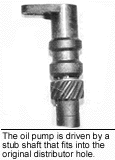 The oil pump is driven by a
stub shaft that fits into the
original distributor hole.